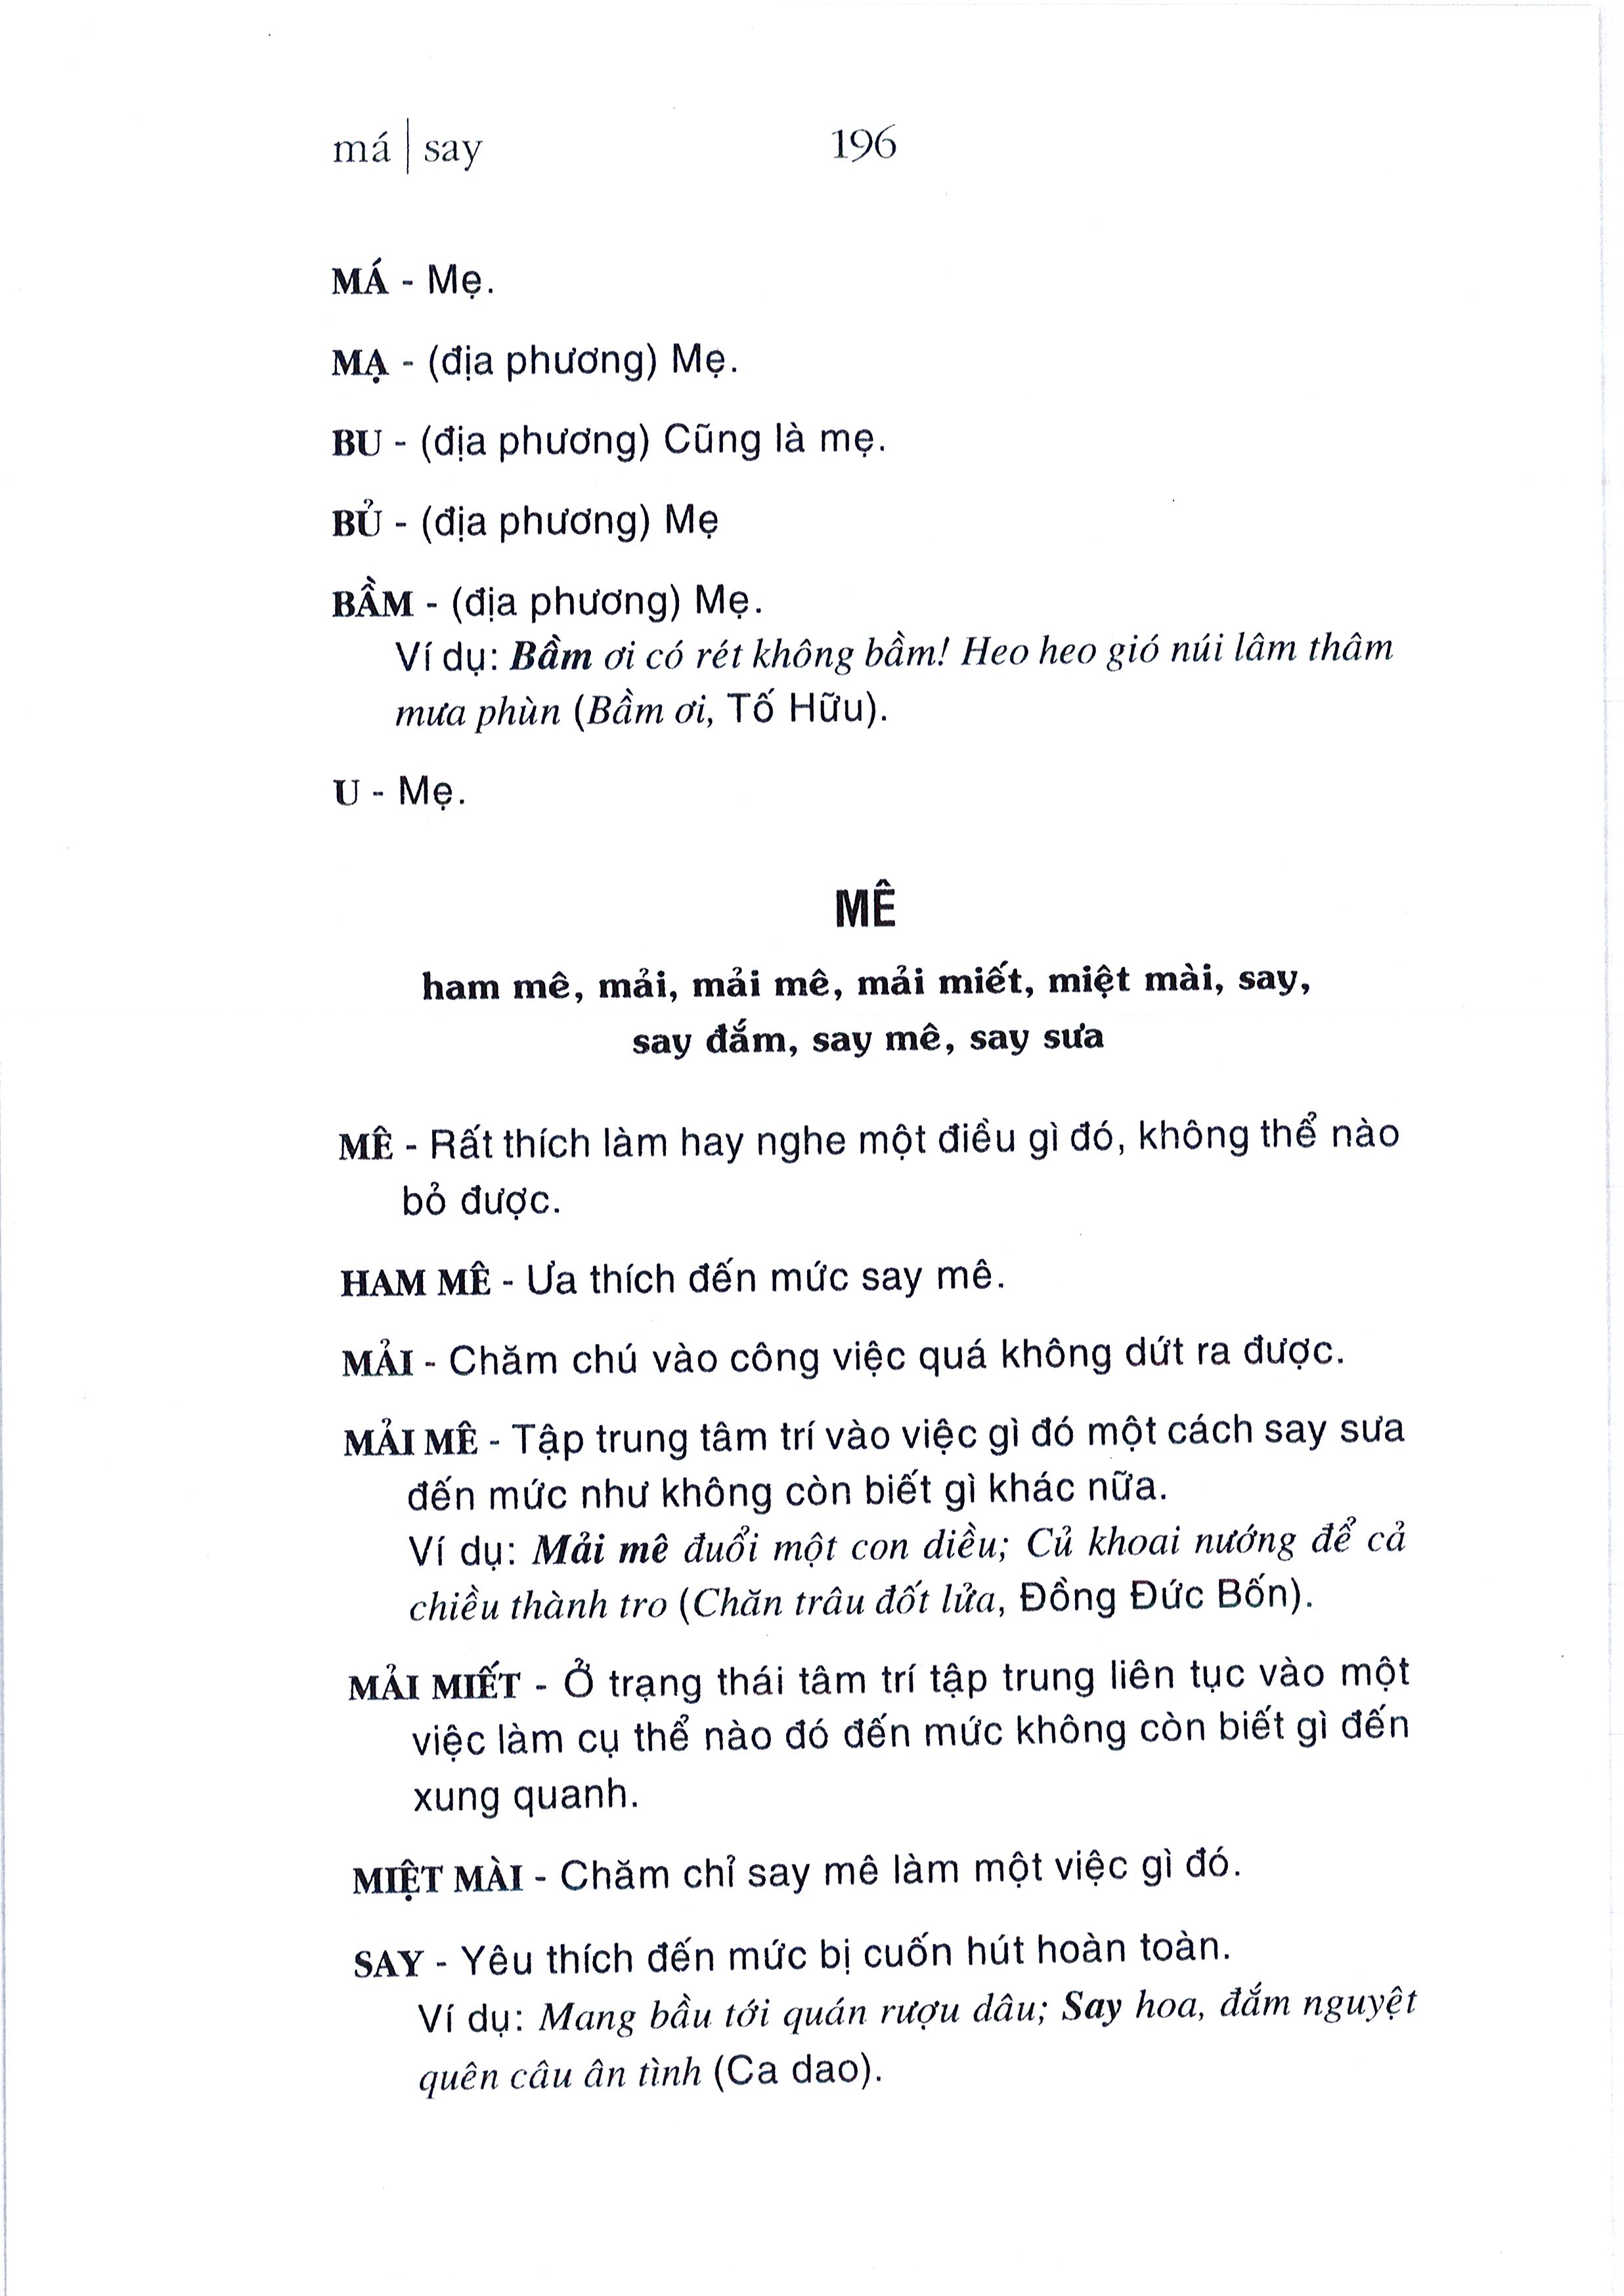 má | say 196
MÁ - Mẹ.
MẠ - (địa phương) Mẹ.
BU - (địa phương) Cũng là mẹ.
BỦ - (địa phương) Mẹ
BẦM - (địa phương) Mẹ.
Ví dụ: Bầm ơi có rét không bầm! Heo heo gió núi lâm thâm
mưa phùn (Bầm ơi, Tố Hữu).
U - Mẹ.
MÊ
ham mê, mải, mải mê, mải miết, miệt mài, say,
say đắm, say mê, say sưa
MÊ - Rất thích làm hay nghe một điều gì đó, không thể nào
bỏ được.
HAM MÊ - Ưa thích đến mức say mê.
MẢI - Chăm chú vào công việc quá không dứt ra được.
MẢI MÊ - Tập trung tâm trí vào việc gì đó một cách say sưa
đến mức như không còn biết gì khác nữa.
Ví dụ: Mải mê đuổi một con diều; Củ khoai nướng để cả
chiều thành tro (Chăn trâu đốt lửa, Đồng Đức Bốn).
MẢI MIẾT - Ở trạng thái tâm trí tập trung liên tục vào một
việc làm cụ thể nào đó đến mức không còn biết gì đến
xung quanh.
MIỆT MÀI - Chăm chỉ say mê làm một việc gì đó.
SAY - Yêu thích đến mức bị cuốn hút hoàn toàn.
Ví dụ: Mang bầu tới quán rượu dâu; Say hoa, đắm nguyệt
quên câu ân tình (Ca dao).